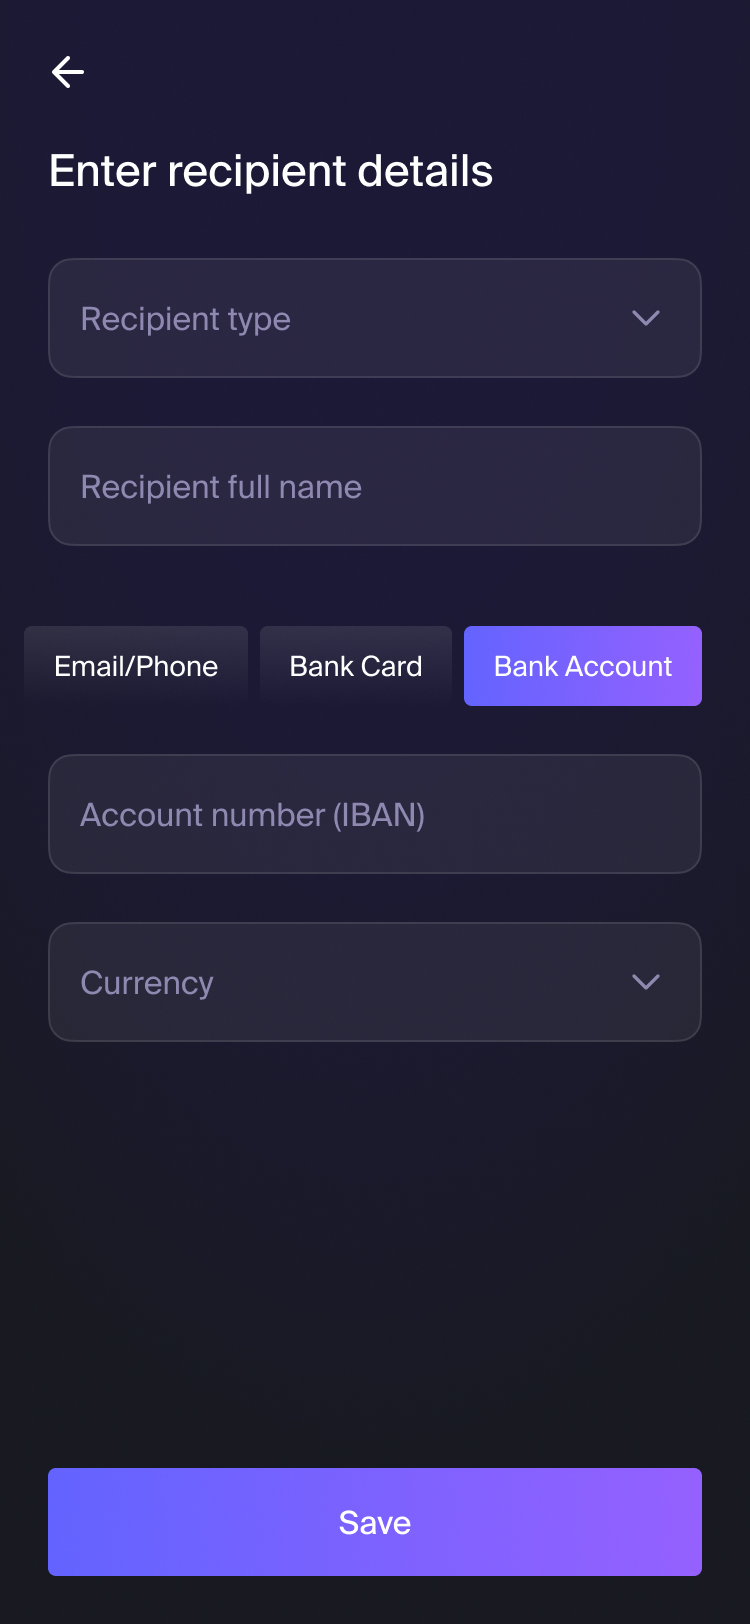 Enter recipient details
Recipient type
Recipient full name
Email/Phone Bank Card Bank Account
Account number (IBAN)
Currency
Save